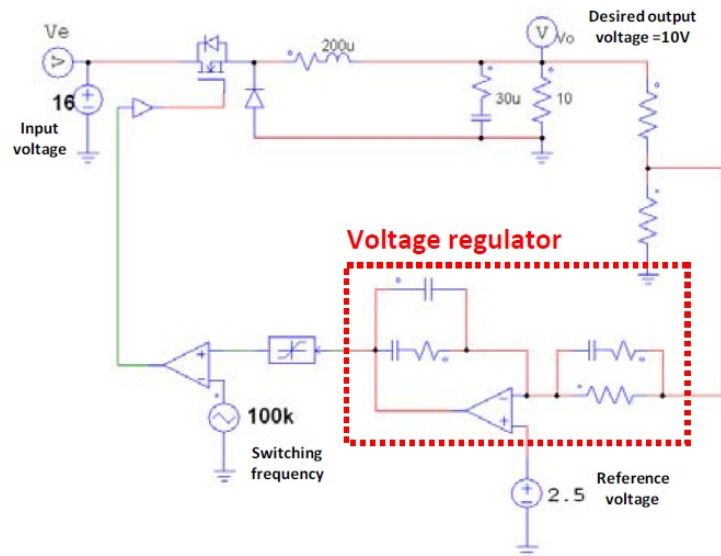 Ve
V
V
Vo
Desired output
voltage =10V
200u
16
Input
voltage
30u
10
Voltage regulator
100k
Switching
frequency
2.5
Reference
voltage